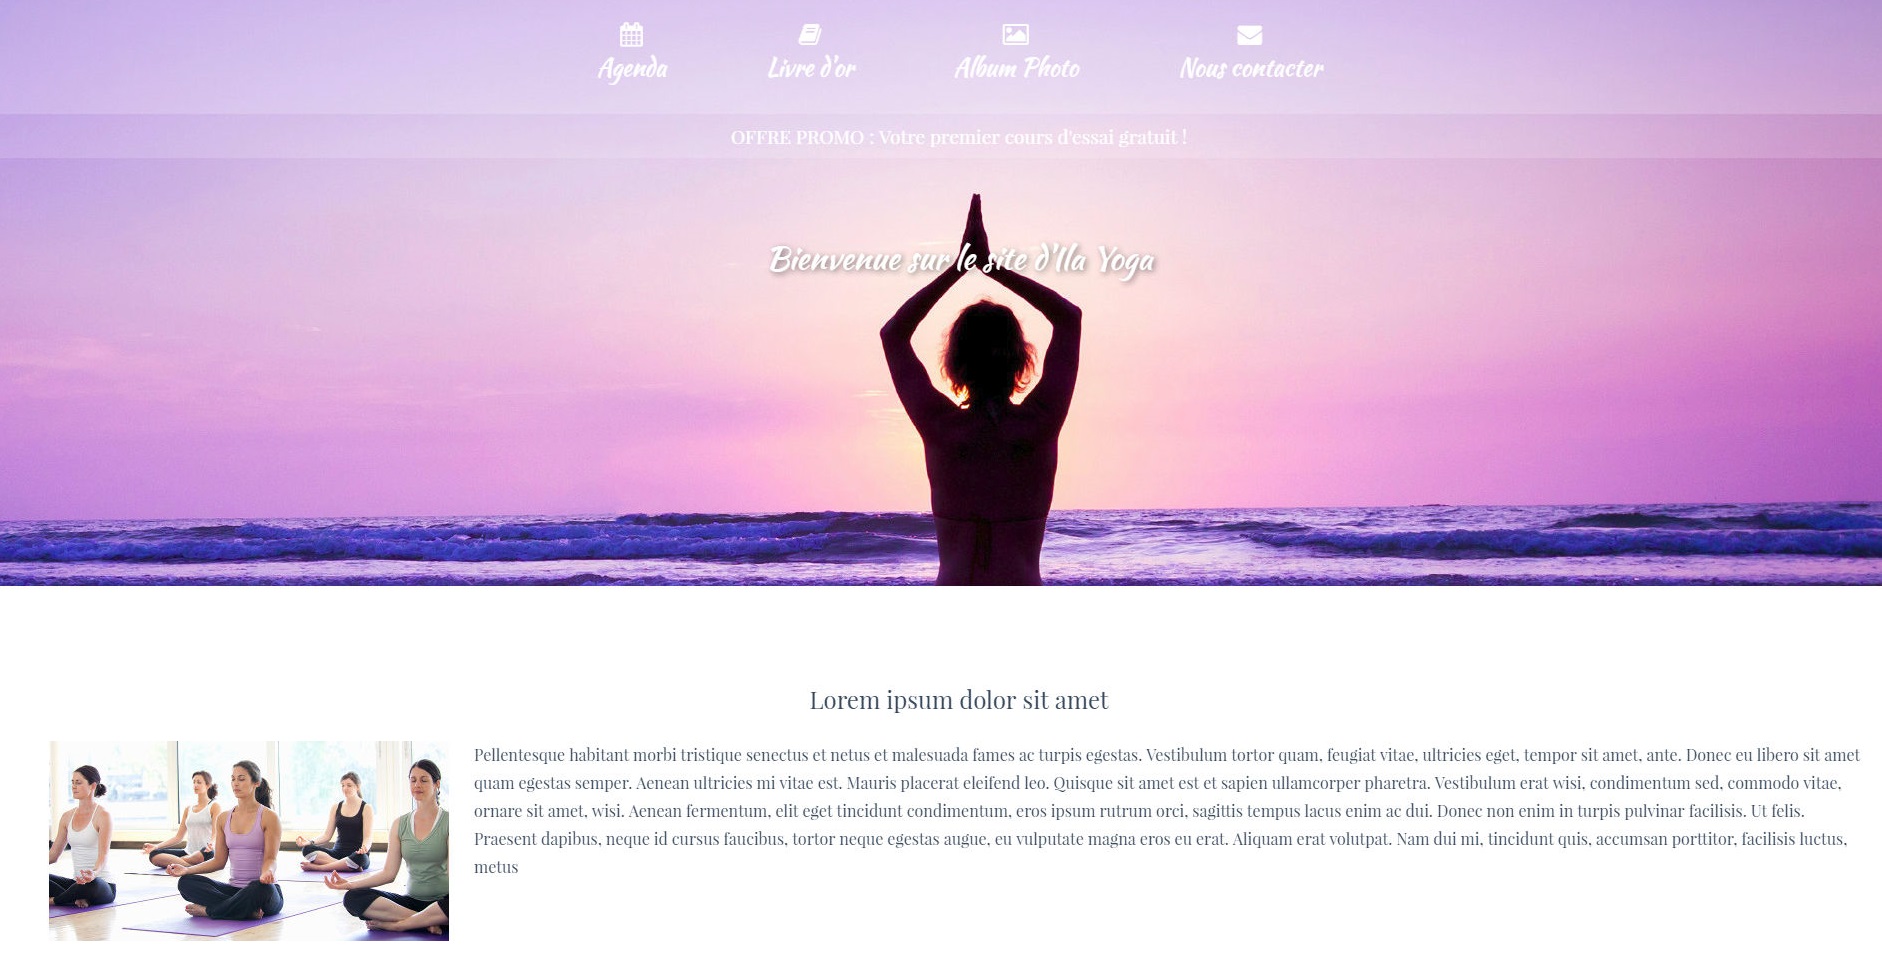 Agenda
Livre d'or
Album Photo
Nous contacter
OFFRE PROMO : Votre premier cours d'essai gratuit !
Bienvenue sur le site d'Ila Yoga
Lorem ipsum dolor sit amet
Pellentesque habitant morbi tristique senectus et netus et malesuada fames ac turpis egestas. Vestibulum tortor quam, feugiat vitae, ultricies eget, tempor sit amet, ante. Donec eu libero sit amet
quam egestas semper. Aenean ultricies mi vitae est. Mauris placerat eleifend leo. Quisque sit amet est et sapien ullamcorper pharetra. Vestibulum erat wisi, condimentum sed, commodo vitae,
ornare sit amet, wisi. Aenean fermentum, elit eget tincidunt condimentum, eros ipsum rutrum orci, sagittis tempus lacus enim ac dui. Donec non enim in turpis pulvinar facilisis. Ut felis.
Praesent dapibus, neque id cursus faucibus, tortor neque egestas augue, eu vulputate magna eros eu erat. Aliquam erat volutpat. Nam dui mi, tincidunt quis, accumsan porttitor, facilisis luctus,
metus